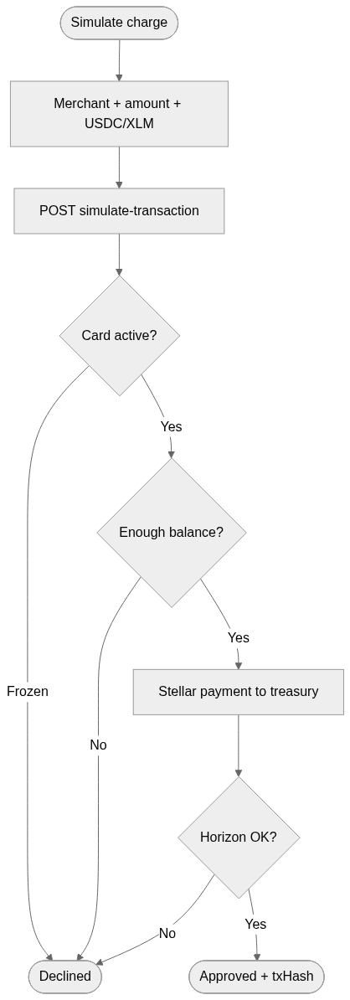 Simulate charge
Merchant + amount +
USDC/XLM
POST simulate-transaction
Card active?
Yes
Enough balance?
Yes
Stellar payment to treasury
Frozen
No
Horizon OK?
No
Yes
Declined
Approved + txHash